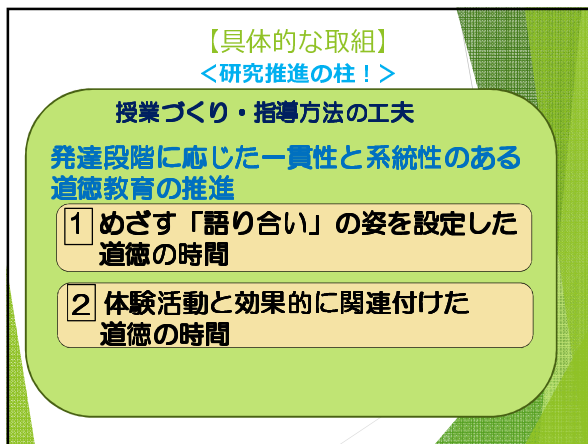 【具体的な取組】
<研究推進の柱!>
授業づくり・指導方法の工夫
発達段階に応じた一貫性と系統性のある
道徳教育の推進
1 めざす「語り合い」の姿を設定した
道徳の時間
2 体験活動と効果的に関連付けた
道徳の時間